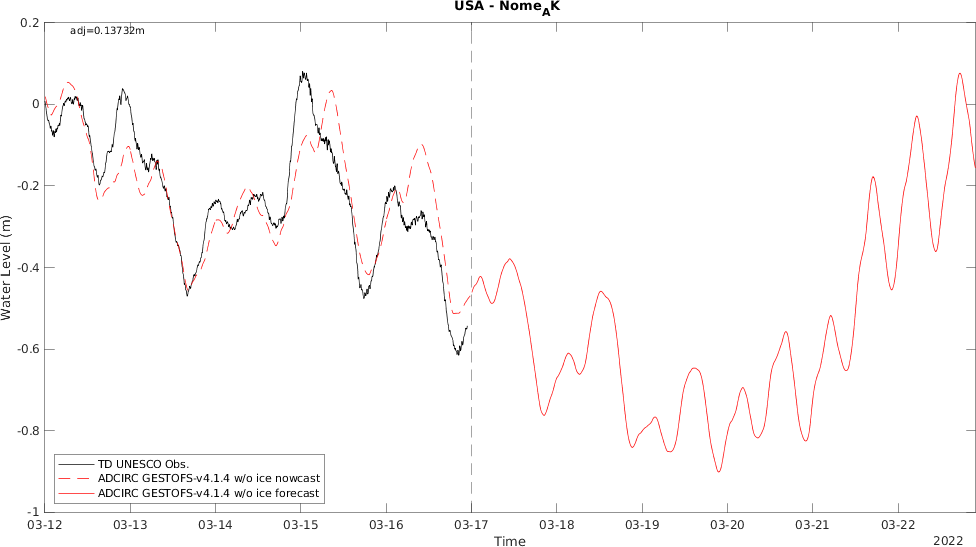 USA - Nome_AK
adj=0.13732m
0.2
0
-0.2
-0.4
-0.6
-0.8
-1
Water Level (m)
TD UNESCO Obs.
ADCIRC GESTOFS-v4.1.4 w/o ice nowcast
ADCIRC GESTOFS-v4.1.4 w/o ice forecast
03-12 03-13 03-14 03-15 03-16 03-17 03-18 03-19 03-20 03-21 03-22
Time
2022